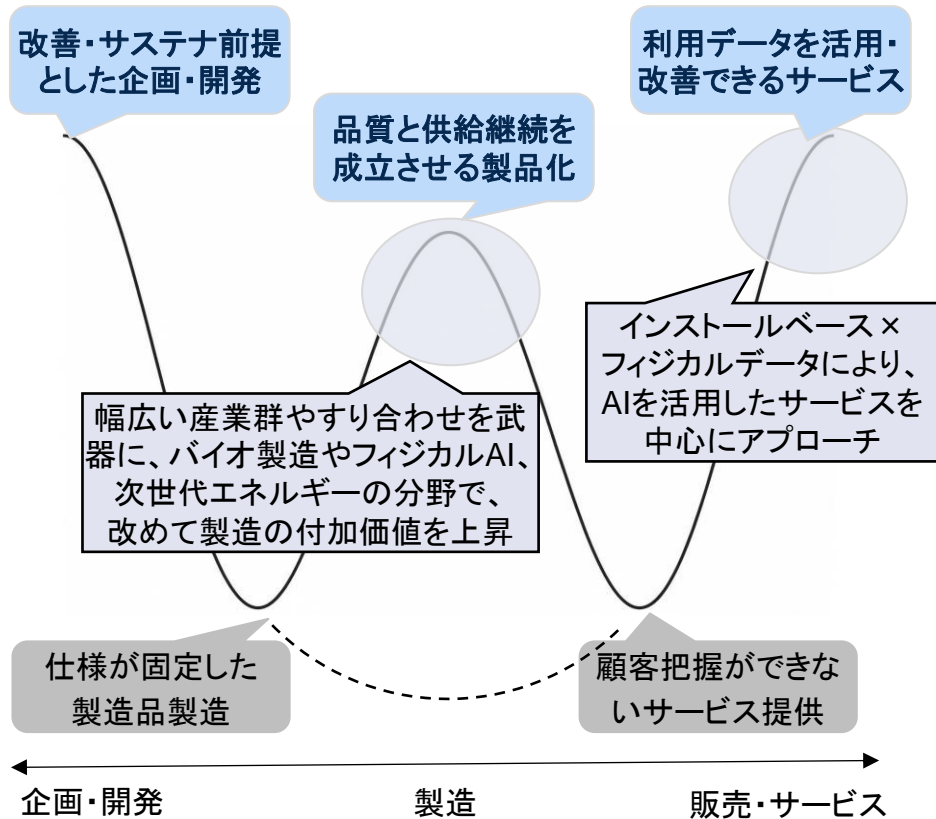 改善・サステナ前提
とした企画・開発
利用データを活用・
改善できるサービス
品質と供給継続を
成立させる製品化
インストールベース×
フィジカルデータにより、
AIを活用したサービスを
中心にアプローチ
幅広い産業群やすり合わせを武
器に、バイオ製造やフィジカルAI、
次世代エネルギーの分野で、
改めて製造の付加価値を上昇
仕様が固定した
製造品製造
顧客把握ができな
いサービス提供
企画・開発
製造
販売・サービス